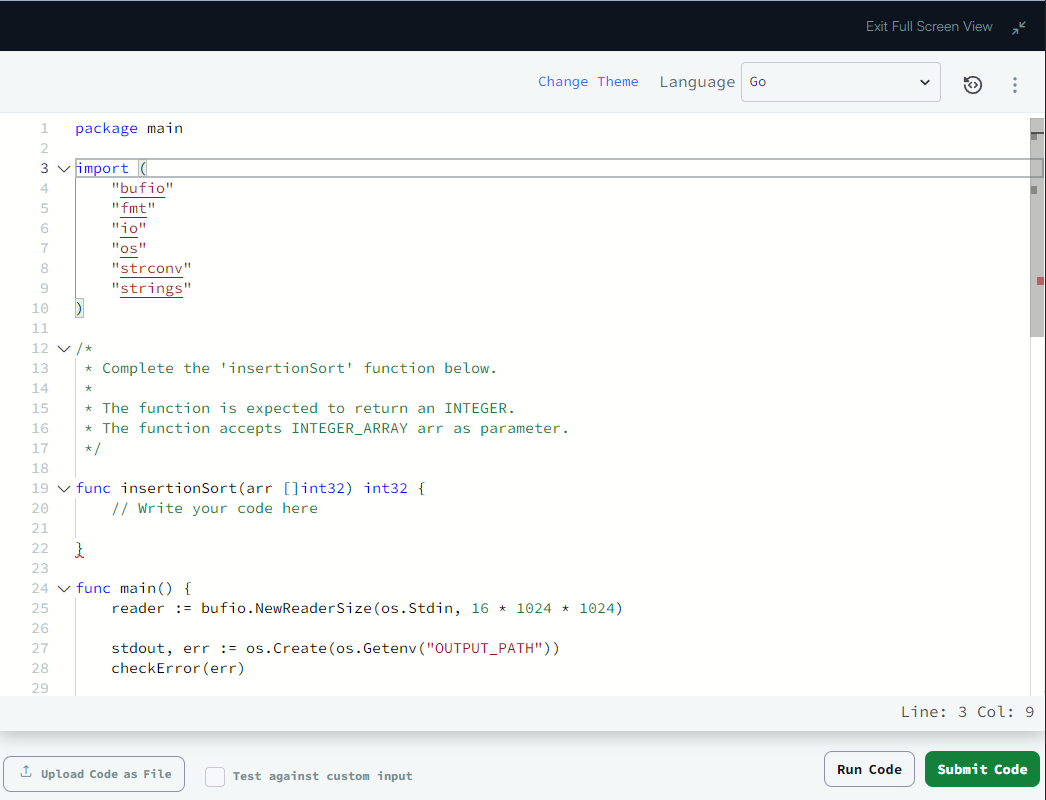 Exit Full Screen View
Change Theme Language Go
1 package main
2
3 import (
4 "bufio"
5 "fmt"
6 "io"
7 "os"
8 "strconv"
9 "strings"
10 )
11
12 /*
13 * Complete the 'insertionSort' function below.
14 *
15 * The function is expected to return an INTEGER.
16 * The function accepts INTEGER_ARRAY arr as parameter.
17 */
18
19 func insertionSort(arr []int32) int32 {
20 // Write your code here
21
22 }
23
24 func main() {
25 reader := bufio.NewReaderSize(os.Stdin, 16 * 1024 * 1024)
26
27 stdout, err := os.Create(os.Getenv("OUTPUT_PATH"))
28 checkError(err)
29
Line: 3 Col: 9
Upload Code as File Test against custom input Run Code Submit Code